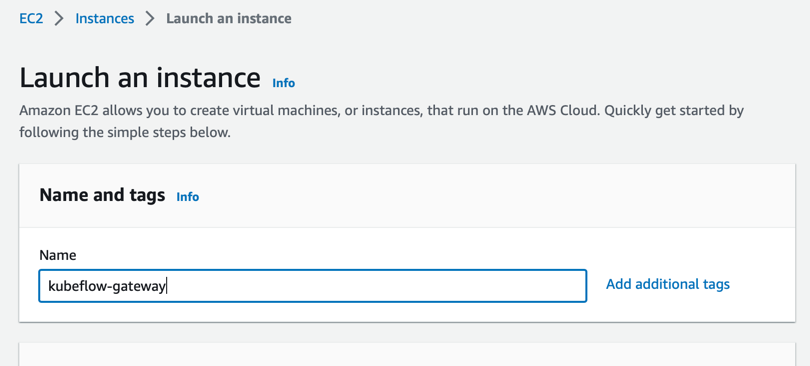 EC2 > Instances > Launch an instance
Launch an instance Info
Amazon EC2 allows you to create virtual machines, or instances, that run on the AWS Cloud. Quickly get started by
following the simple steps below.
Name and tags Info
Name
kubeflow-gateway
Add additional tags